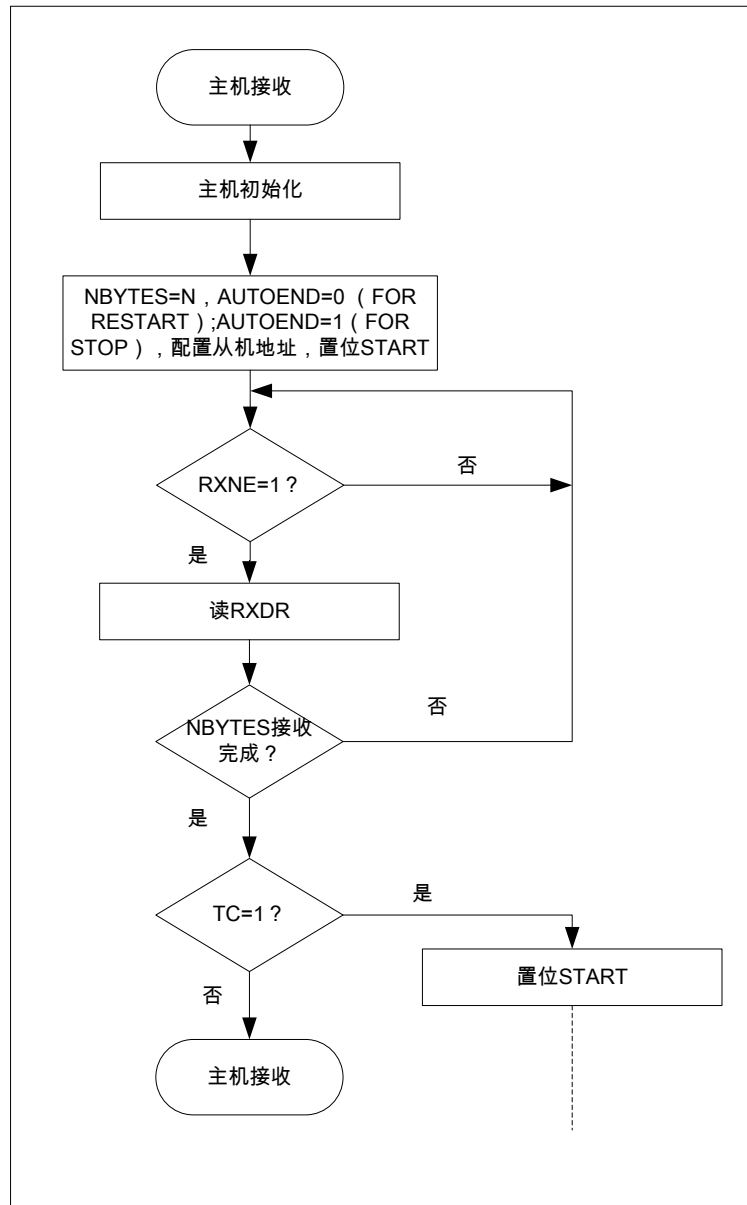 主机接收
主机初始化
NBYTES=N，AUTOEND=0 （FOR
RESTART）;AUTOEND=1（FOR
STOP），配置从机地址，置位START
RXNE=1？
否
是
读RXDR
否
NBYTES接收
完成？
是
TC=1？
是
置位START
否
主机接收